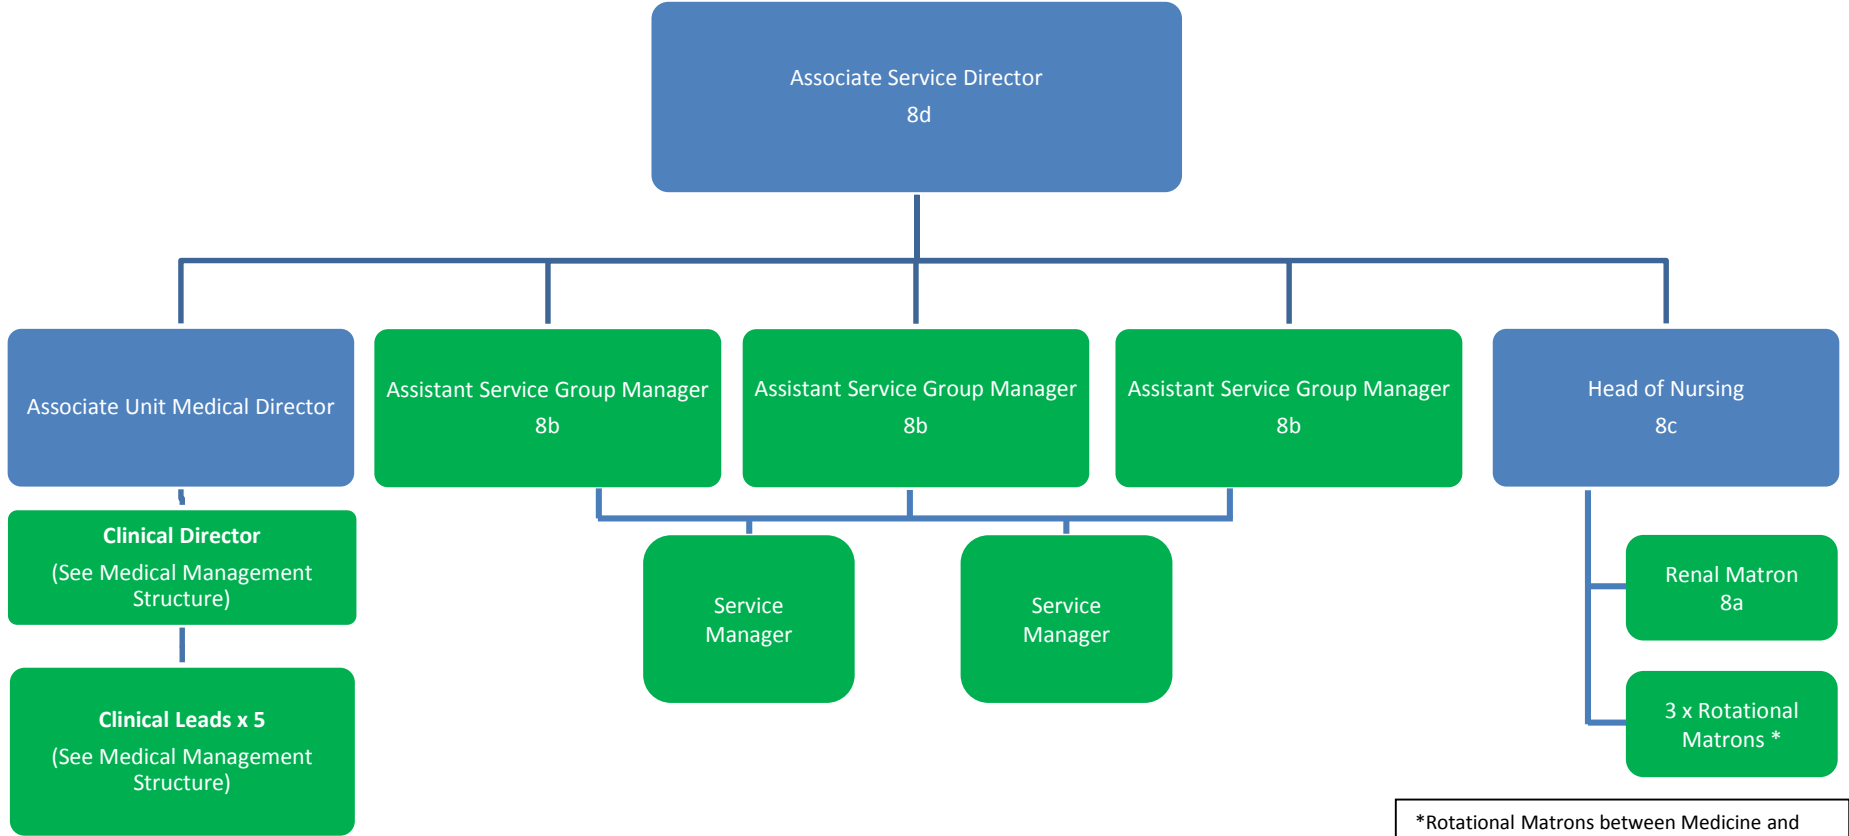 Associate Service Director
8d
Associate Unit Medical Director
Assistant Service Group Manager
8b
Assistant Service Group Manager
8b
Assistant Service Group Manager
8b
Head of Nursing
8c
Clinical Director
(See Medical Management
Structure)
Clinical Leads x 5
(See Medical Management
Structure)
Service
Manager
Service
Manager
Renal Matron
8a
3 x Rotational
Matrons *
*Rotational Matrons between Medicine and